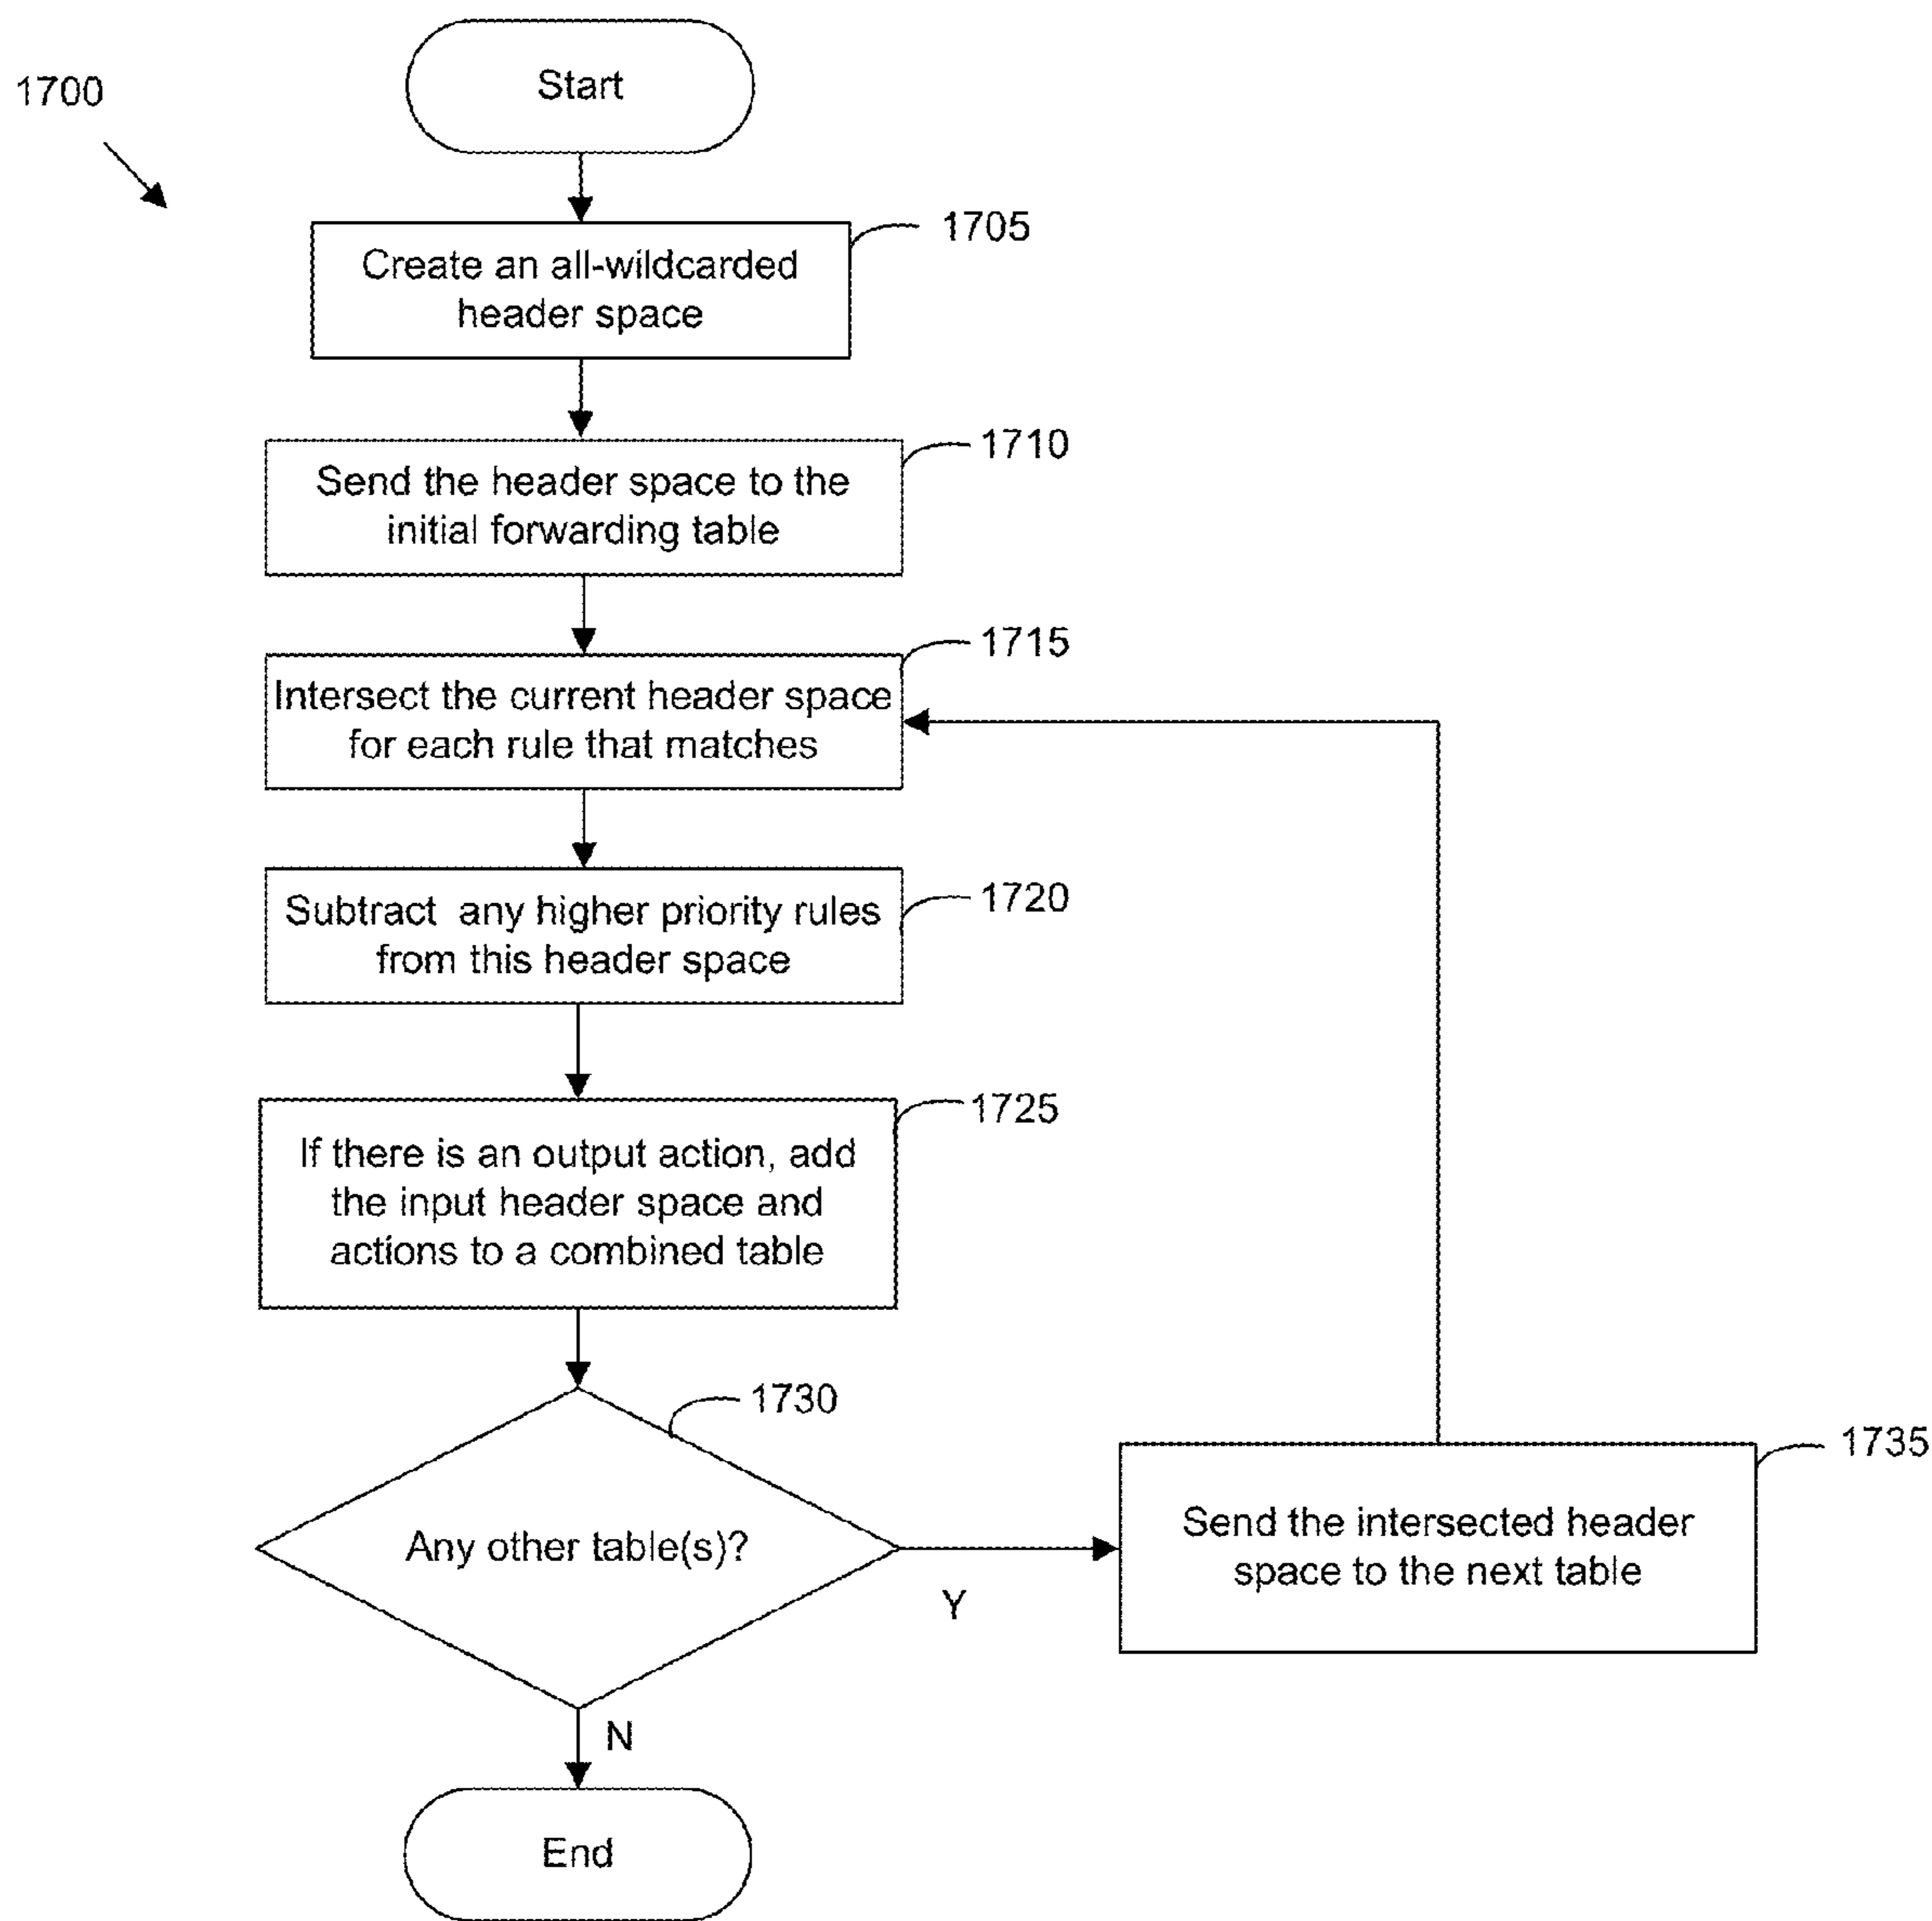 1700
Start
1705
Create an all-wildcarded
header space
1710
Send the header space to the
initial forwarding table
1715
Intersect the current header space
for each rule that matches
1720
Subtract any higher priority rules
from this header space
1725
If there is an output action, add
the input header space and
actions to a combined table
1730
Any other table(s)?
Y
1735
Send the intersected header
space to the next table
N
End